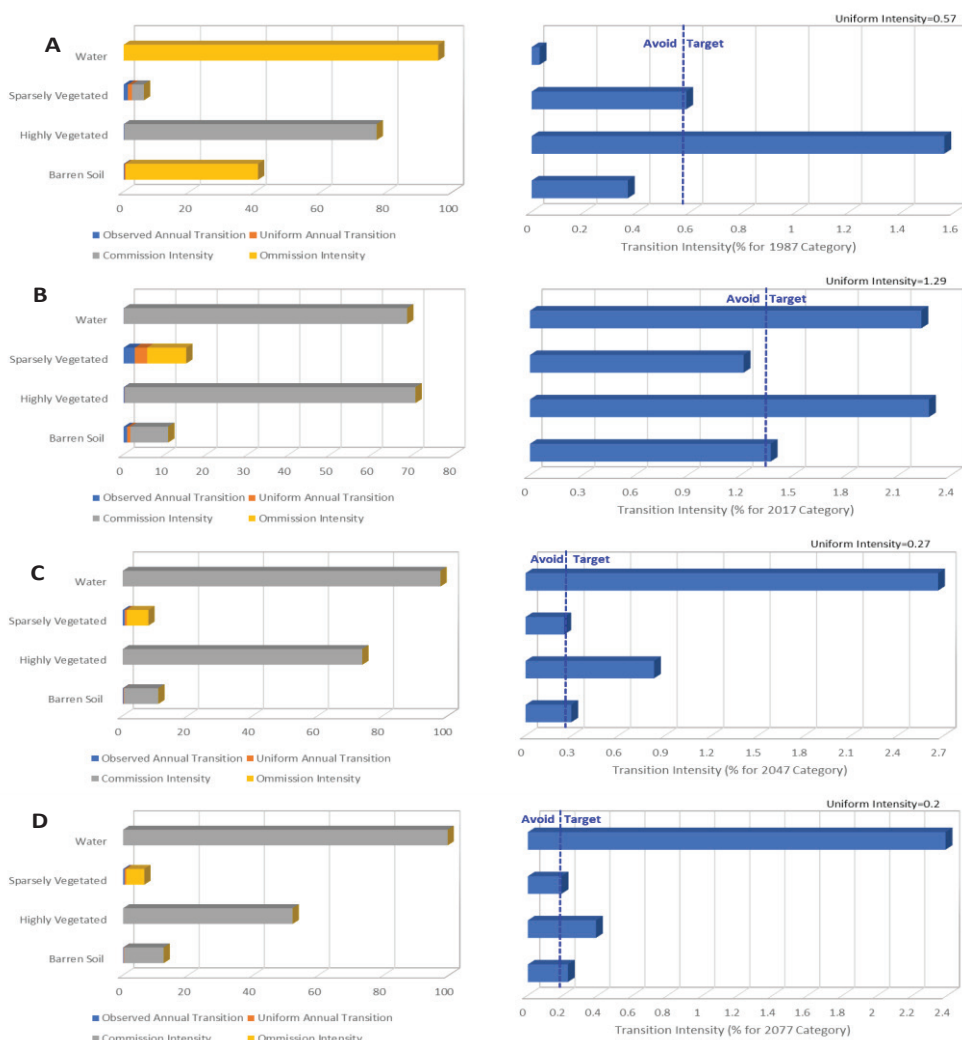 A
Water
Sparsely Vegetated
Highly Vegetated
Barren Soil
0 20 40 60 80 100
Observed Annual Transition Uniform Annual Transition
Commission Intensity Ommission Intensity
Uniform Intensity=0.57
Avoid Target
0 0.2 0.4 0.6 0.8 1 1.2 1.4 1.6
Transition Intensity(% for 1987 Category)
B
Water
Sparsely Vegetated
Highly Vegetated
Barren Soil
0 10 20 30 40 50 60 70 80
Observed Annual Transition Uniform Annual Transition
Commission Intensity Ommission Intensity
Uniform Intensity=1.29
Avoid Target
0 0.3 0.6 0.9 1.2 1.5 1.8 2.1 2.4
Transition Intensity (% for 2017 Category)
C
Water
Sparsely Vegetated
Highly Vegetated
Barren Soil
0 20 40 60 80 100
Observed Annual Transition Uniform Annual Transition
Commission Intensity Ommission Intensity
Uniform Intensity=0.27
Avoid Target
0 0.3 0.6 0.9 1.2 1.5 1.8 2.1 2.4 2.7
Transition Intensity (% for 2047 Category)
D
Water
Sparsely Vegetated
Highly Vegetated
Barren Soil
0 20 40 60 80 100
Observed Annual Transition Uniform Annual Transition
Commission Intensity Ommission Intensity
Uniform Intensity=0.2
Avoid Target
0 0.2 0.4 0.6 0.8 1 1.2 1.4 1.6 1.8 2 2.2 2.4
Transition Intensity (% for 2077 Category)